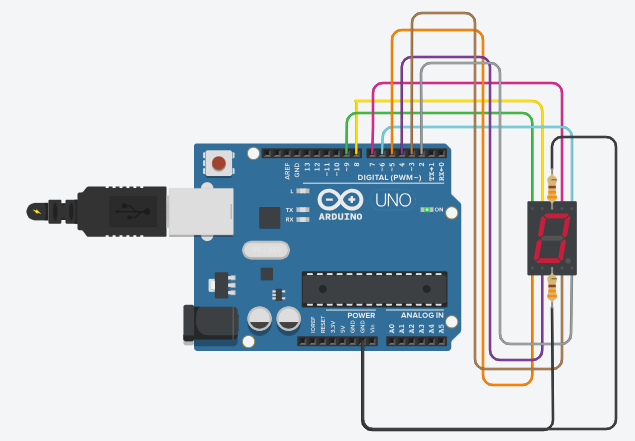 AREF
GND
13
12
~11
~10
~9
8
7
~6
~5
4
~3
2
TX→1
RX←0
DIGITAL (PWM~)
L
TX
RX
ARDUINO
UNO
ON
POWER
ANALOG IN
IOREF
RESET
3.3V
5V
GND
GND
Vin
A0
A1
A2
A3
A4
A5